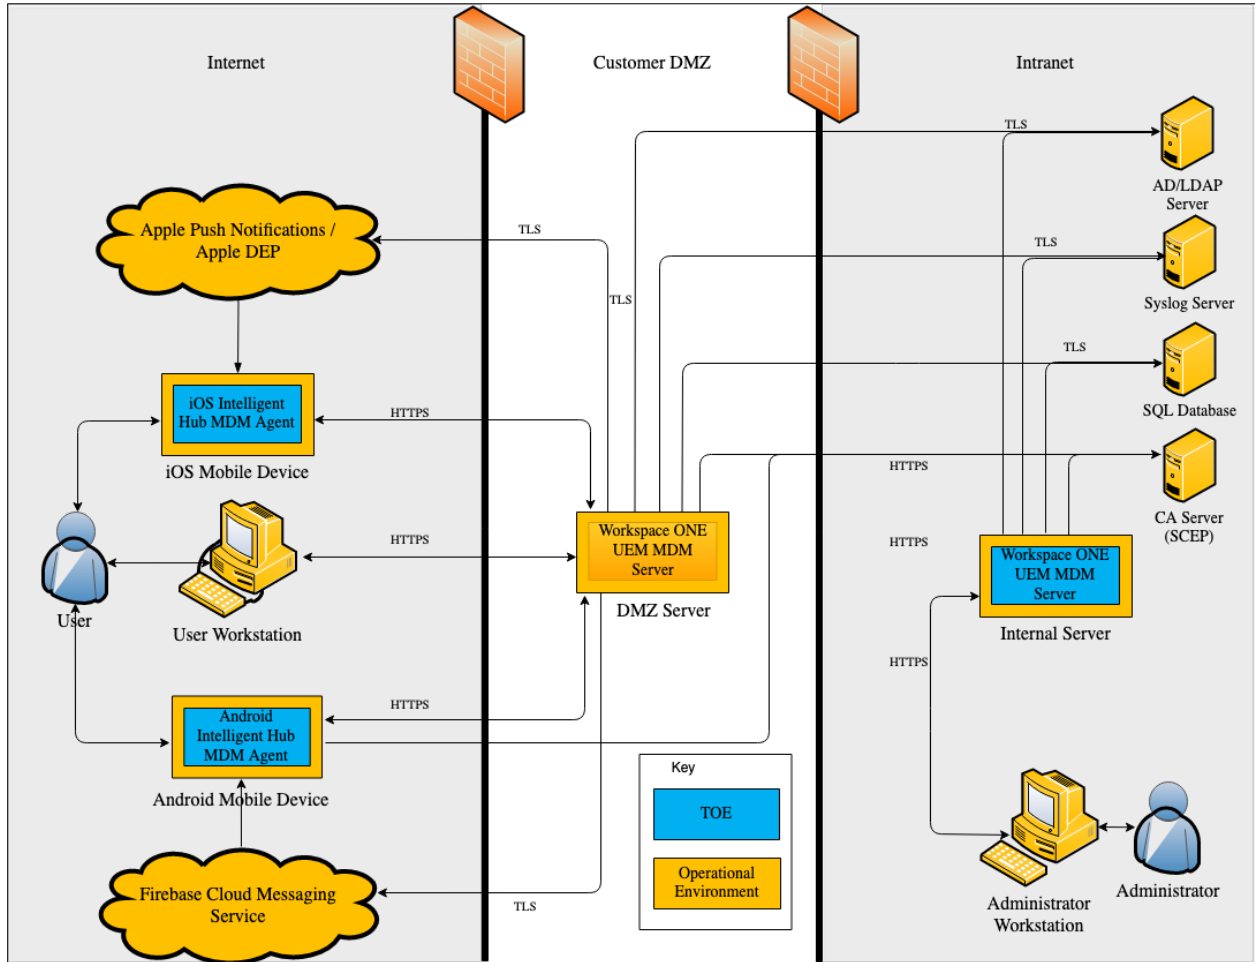 Internet
Customer DMZ
Intranet
TLS
AD/LDAP
Server
Apple Push Notifications /
Apple DEP
TLS
TLS
TLS
Syslog Server
TLS
SQL Database
iOS Intelligent
Hub MDM Agent
HTTPS
iOS Mobile Device
HTTPS
CA Server
(SCEP)
Workspace ONE
UEM MDM
Server
HTTPS
HTTPS
Workspace ONE
UEM MDM
Server
DMZ Server
User
User Workstation
Internal Server
HTTPS
HTTPS
Android
Intelligent Hub
MDM Agent
Android Mobile Device
Key
TOE
Operational
Environment
Firebase Cloud Messaging
Service
TLS
Administrator
Workstation
Administrator